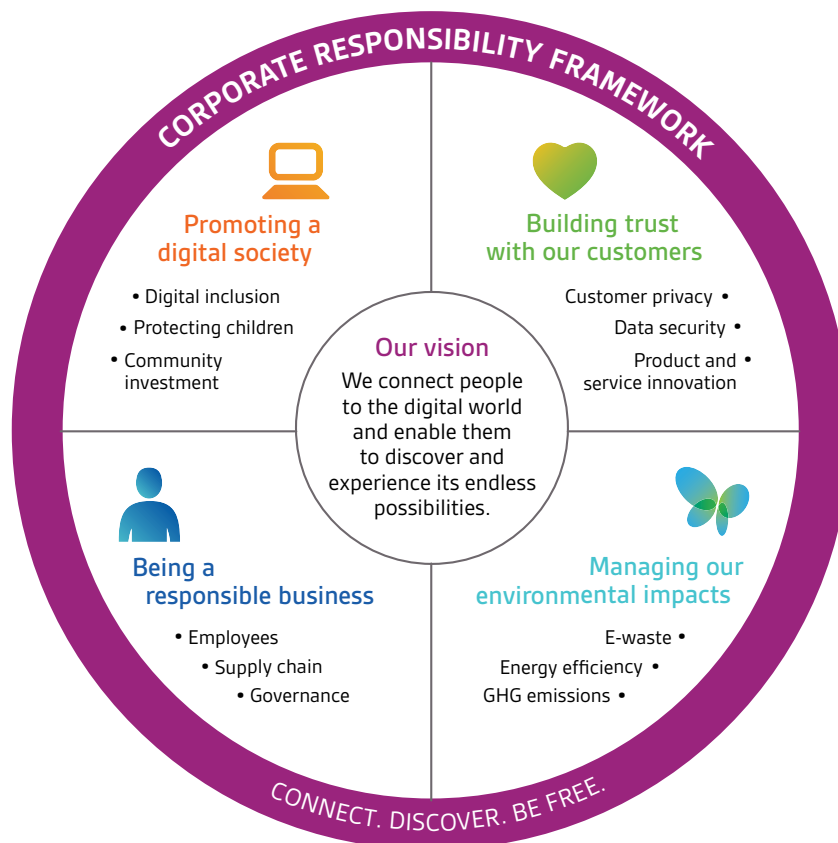 CORPORATE RESPONSIBILITY FRAMEWORK
Promoting a
digital society
• Digital inclusion
• Protecting children
• Community
investment
Building trust
with our customers
Customer privacy •
Data security •
Product and •
service innovation
Our vision
We connect people
to the digital world
and enable them
to discover and
experience its endless
possibilities.
Being a
responsible business
• Employees
• Supply chain
• Governance
Managing our
environmental impacts
E-waste •
Energy efficiency •
GHG emissions •
CONNECT. DISCOVER. BE FREE.